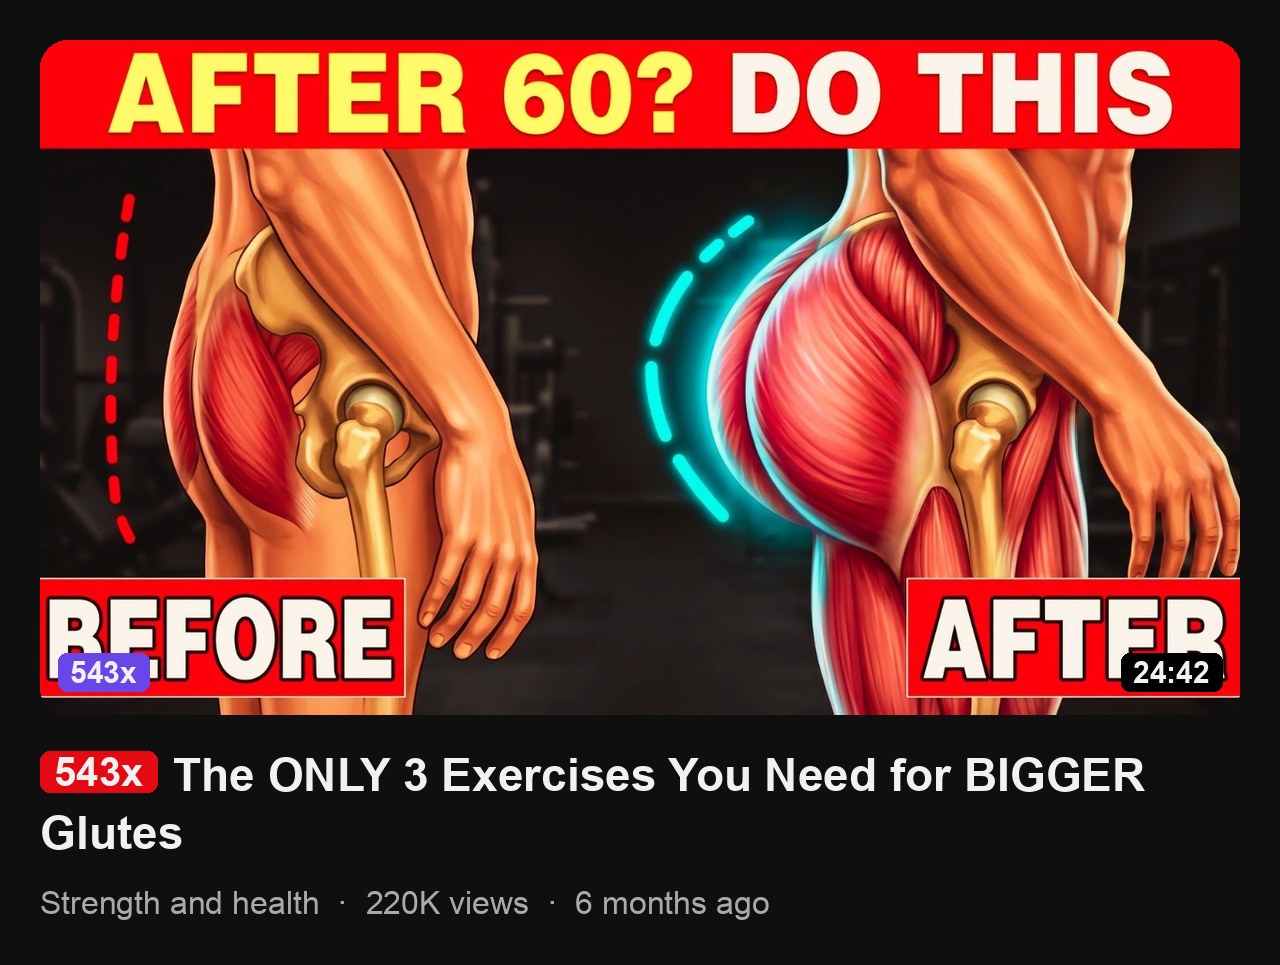 AFTER 60? DO THIS
BEFORE
AFTER
543x
24:42
543x The ONLY 3 Exercises You Need for BIGGER
Glutes
Strength and health · 220K views · 6 months ago